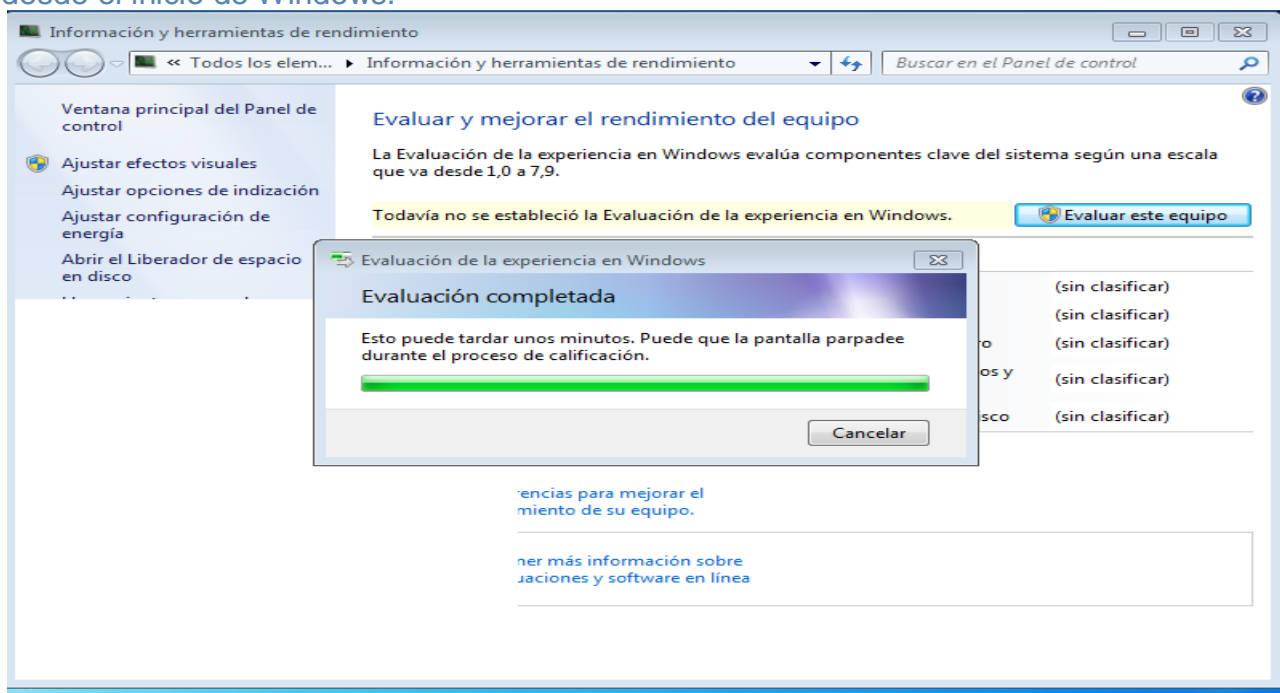 desde el inicio de Windows.
Información y herramientas de rendimiento
« Todos los elem... ▸ Información y herramientas de rendimiento
Buscar en el Panel de control
Ventana principal del Panel de
control
Ajustar efectos visuales
Ajustar opciones de indización
Ajustar configuración de
energía
Abrir el Liberador de espacio
en disco
Evaluar y mejorar el rendimiento del equipo
La Evaluación de la experiencia en Windows evalúa componentes clave del sistema según una escala
que va desde 1,0 a 7,9.
Todavía no se estableció la Evaluación de la experiencia en Windows.
Evaluar este equipo
Evaluación de la experiencia en Windows
Evaluación completada
Esto puede tardar unos minutos. Puede que la pantalla parpadee
durante el proceso de calificación.
Cancelar
(sin clasificar)
(sin clasificar)
ro (sin clasificar)
os y (sin clasificar)
isco (sin clasificar)
rencias para mejorar el
miento de su equipo.
ner más información sobre
uaciones y software en línea